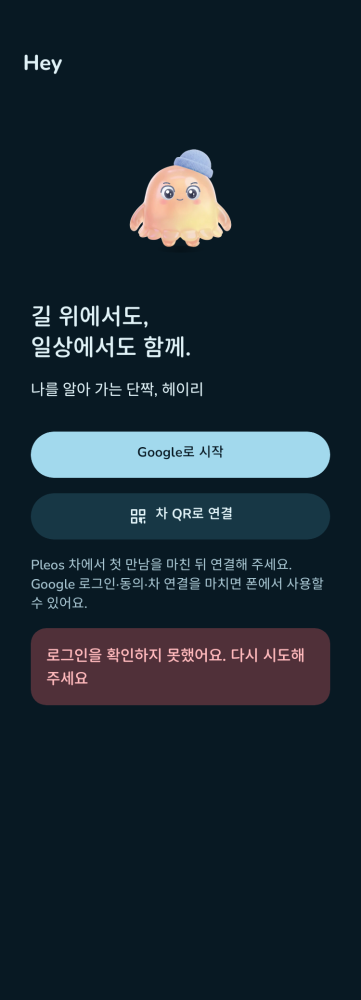 Hey
길 위에서도,
일상에서도 함께.
나를 알아 가는 단짝, 헤이리
Google로 시작
차 QR로 연결
Pleos 차에서 첫 만남을 마친 뒤 연결해 주세요.
Google 로그인·동의·차 연결을 마치면 폰에서 사용할
수 있어요.
로그인을 확인하지 못했어요. 다시 시도해
주세요